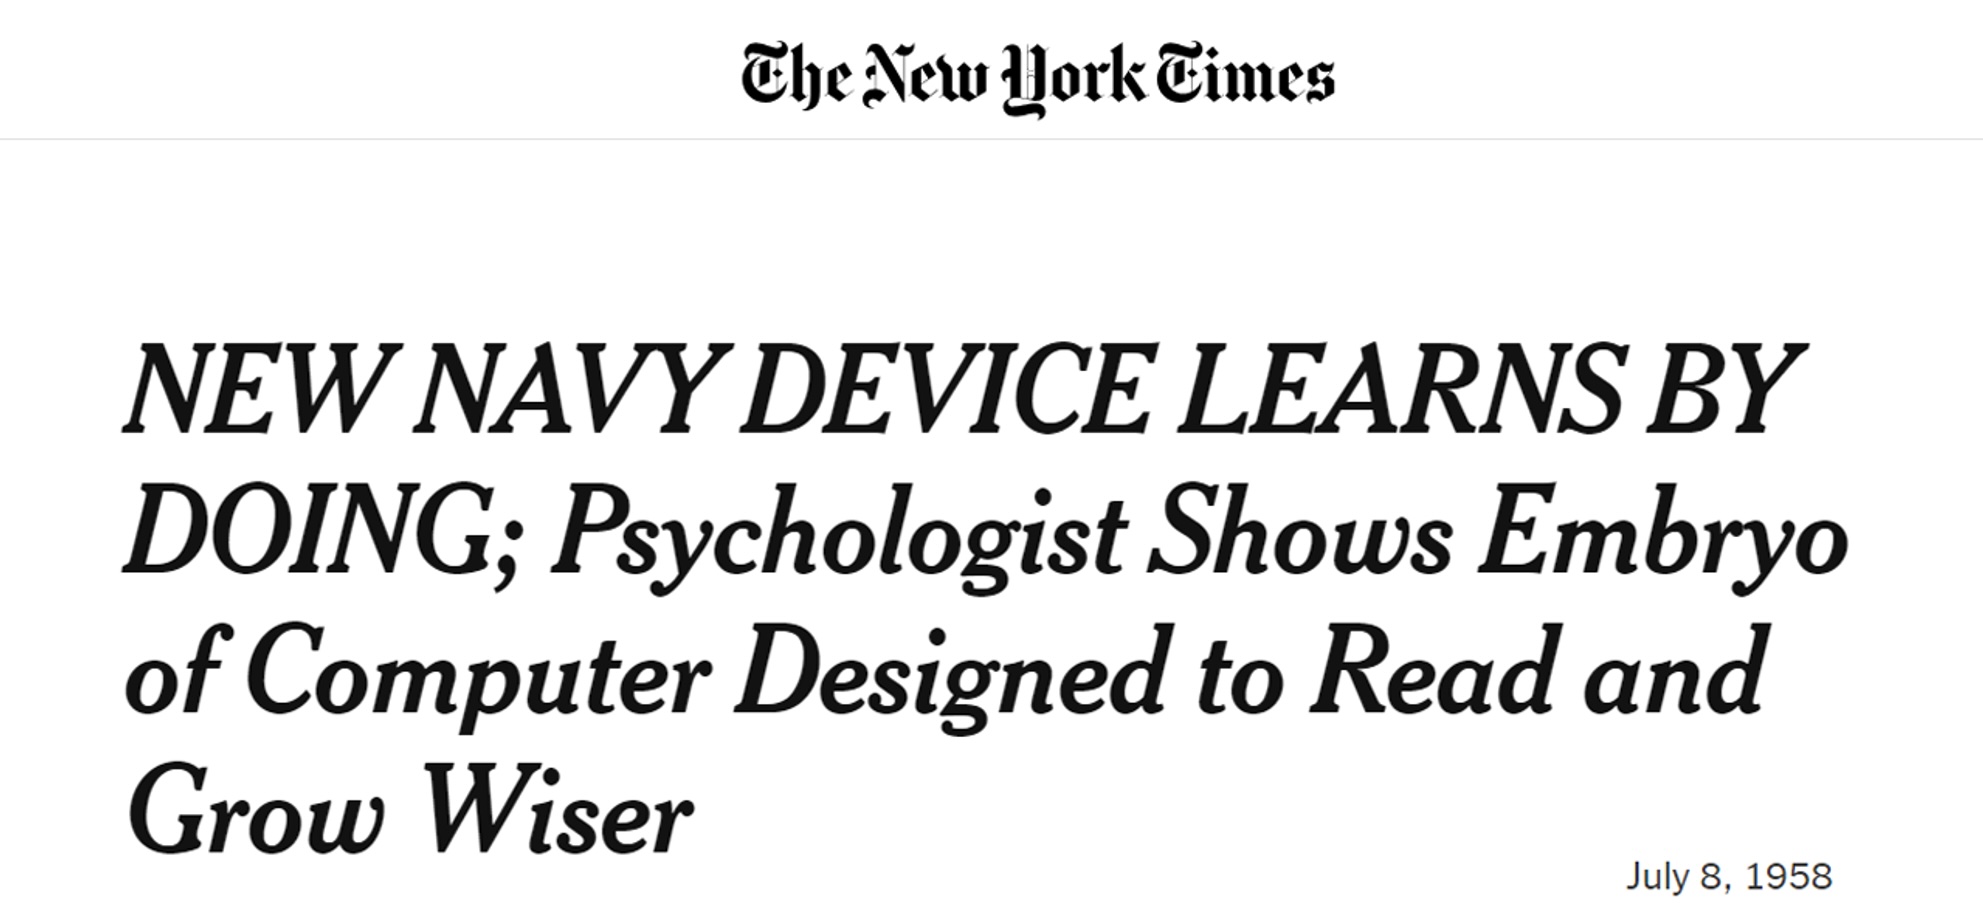 The New York Times
NEW NAVY DEVICE LEARNS BY
DOING; Psychologist Shows Embryo
of Computer Designed to Read and
Grow Wiser
July 8, 1958